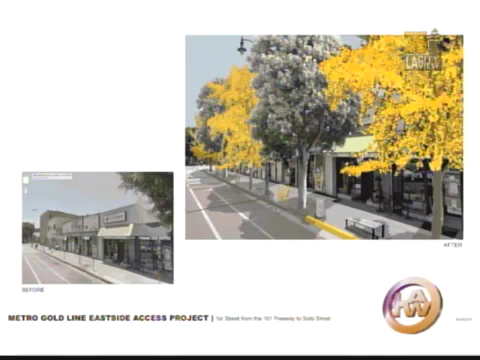 AFTER
BEFORE
METRO GOLD LINE EASTSIDE ACCESS PROJECT | 1st Street from the 101 Freeway to Soto Street